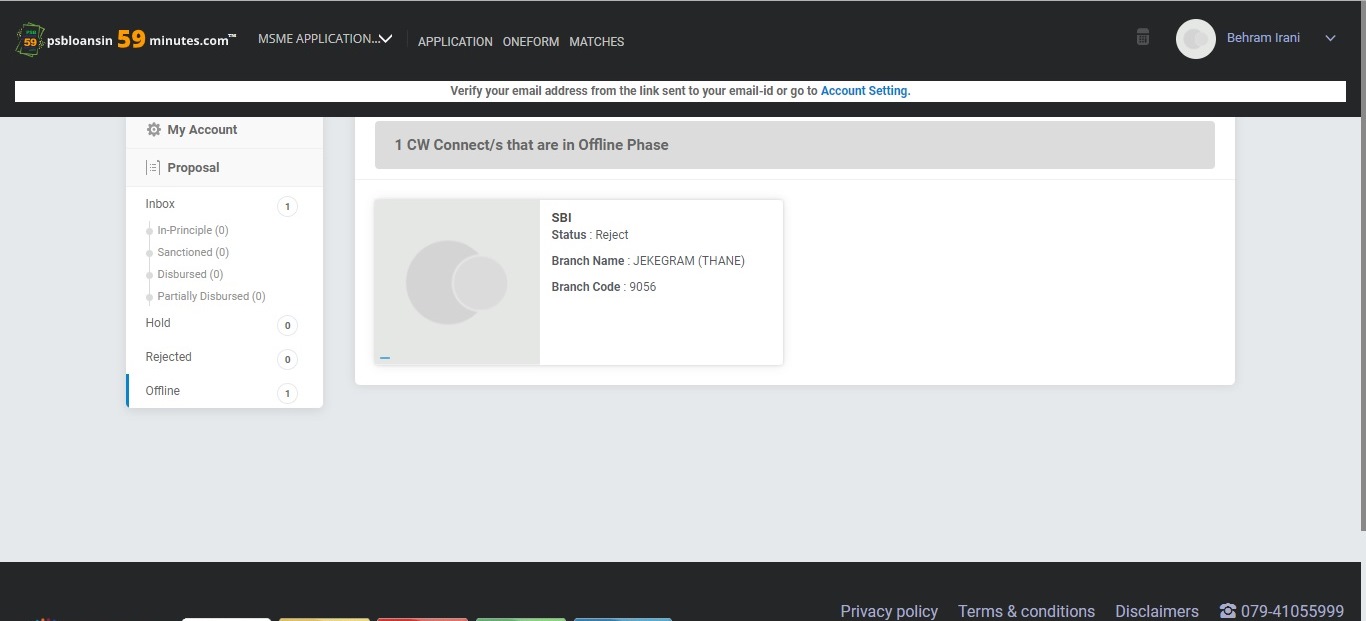 PSB
59
psbloansin 59 minutes.com™
MSME APPLICATION...
APPLICATION ONEFORM MATCHES
Behram Irani
Verify your email address from the link sent to your email-id or go to Account Setting.
My Account
Proposal
Inbox 1
In-Principle (0)
Sanctioned (0)
Disbursed (0)
Partially Disbursed (0)
Hold 0
Rejected 0
Offline 1
1 CW Connect/s that are in Offline Phase
SBI
Status : Reject
Branch Name : JEKEGRAM (THANE)
Branch Code : 9056
Privacy policy Terms & conditions Disclaimers 079-41055999